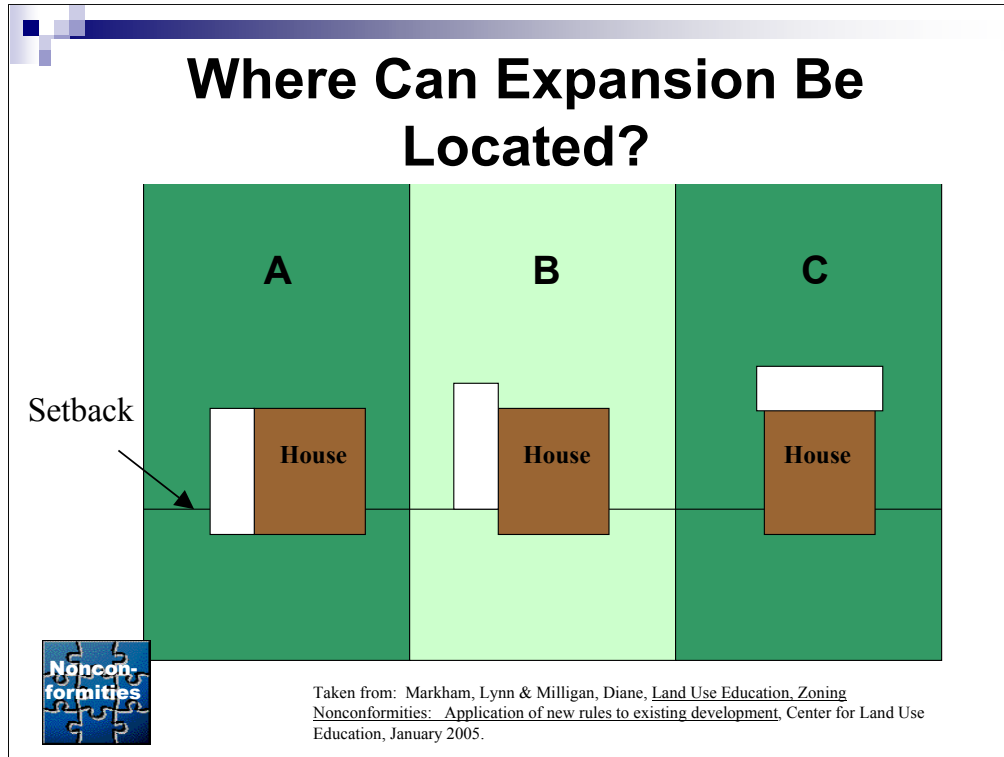 Where Can Expansion Be
Located?
A
B
C
Setback
House
House
House
Noncon-
formities
Taken from: Markham, Lynn & Milligan, Diane, Land Use Education, Zoning
Nonconformities: Application of new rules to existing development, Center for Land Use
Education, January 2005.